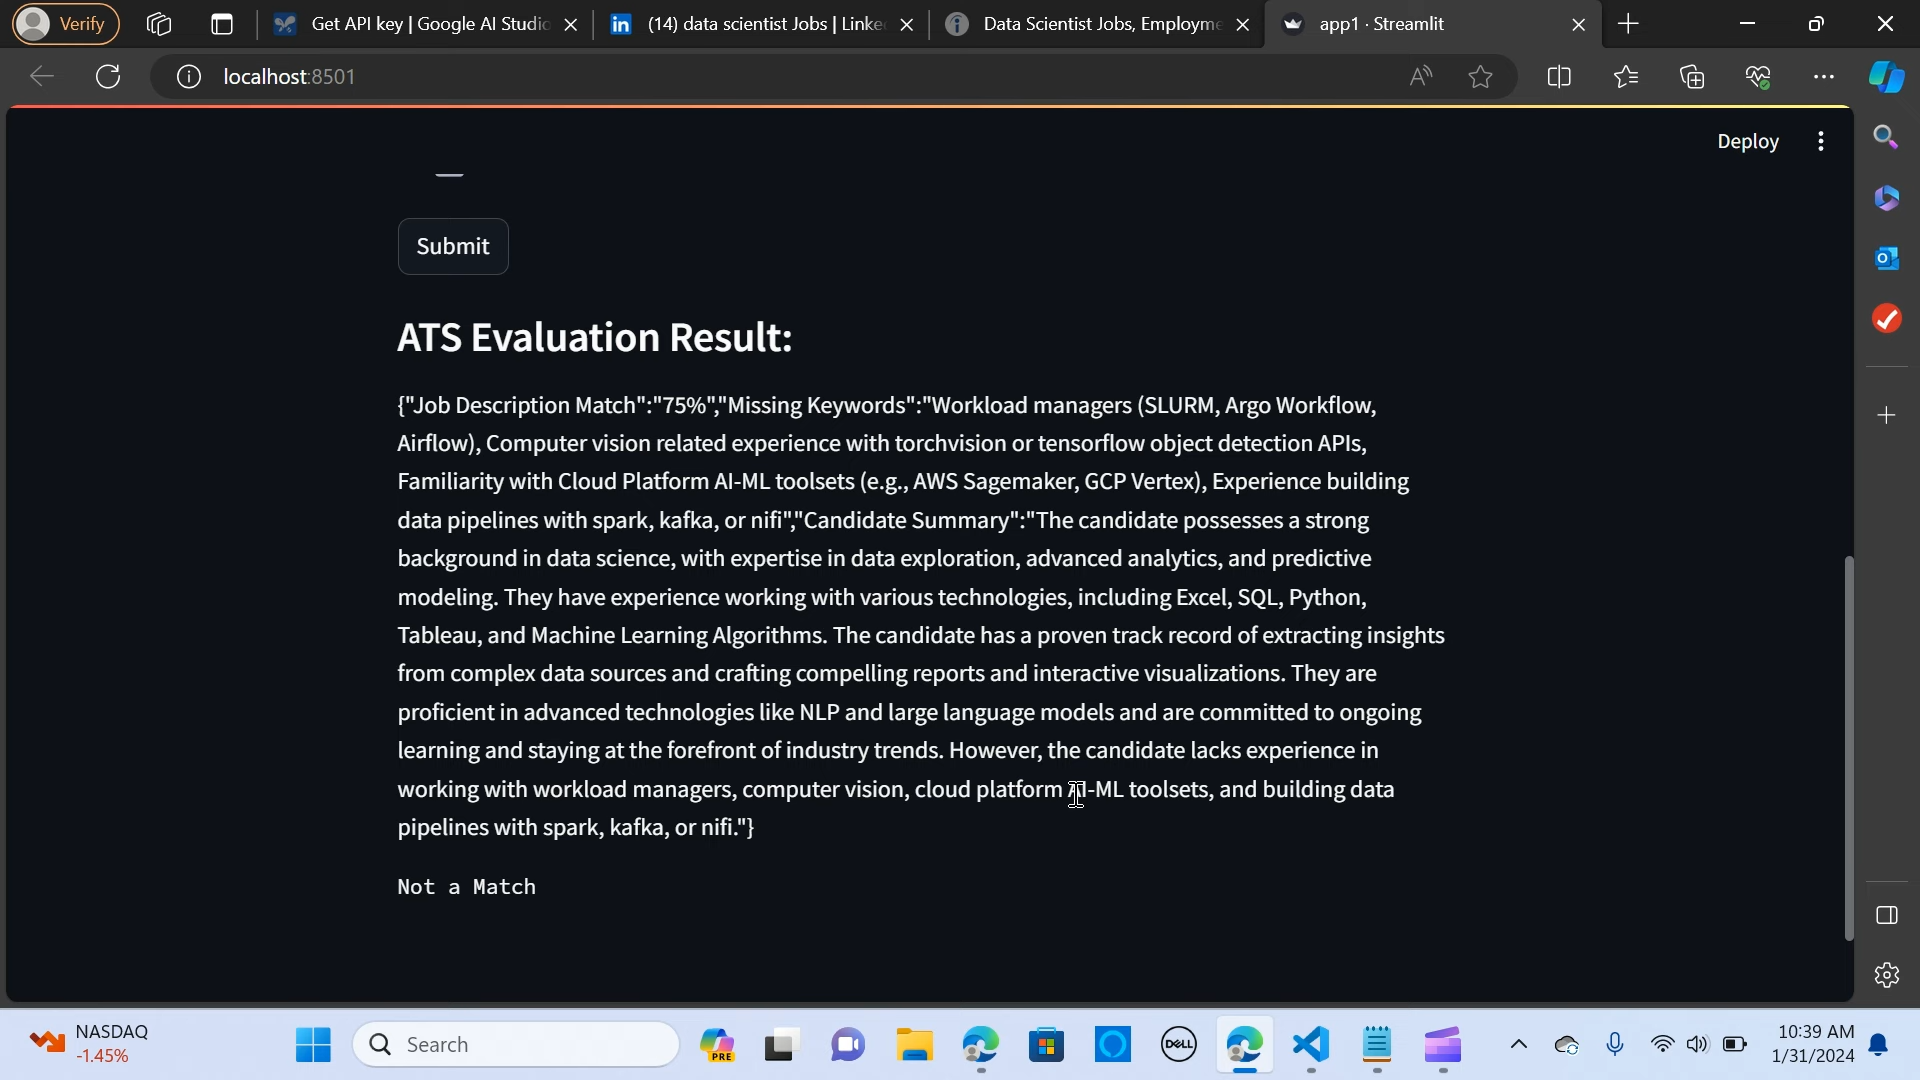 Verify
Get API key | Google AI Studio
(14) data scientist Jobs | Linke
Data Scientist Jobs, Employme
app1 · Streamlit
localhost:8501
Deploy
Submit
ATS Evaluation Result:
{"Job Description Match":"75%","Missing Keywords":"Workload managers (SLURM, Argo Workflow,
Airflow), Computer vision related experience with torchvision or tensorflow object detection APIs,
Familiarity with Cloud Platform AI-ML toolsets (e.g., AWS Sagemaker, GCP Vertex), Experience building
data pipelines with spark, kafka, or nifi","Candidate Summary":"The candidate possesses a strong
background in data science, with expertise in data exploration, advanced analytics, and predictive
modeling. They have experience working with various technologies, including Excel, SQL, Python,
Tableau, and Machine Learning Algorithms. The candidate has a proven track record of extracting insights
from complex data sources and crafting compelling reports and interactive visualizations. They are
proficient in advanced technologies like NLP and large language models and are committed to ongoing
learning and staying at the forefront of industry trends. However, the candidate lacks experience in
working with workload managers, computer vision, cloud platform AI-ML toolsets, and building data
pipelines with spark, kafka, or nifi."}
Not a Match
NASDAQ
-1.45%
Search
PRE
DELL
10:39 AM
1/31/2024